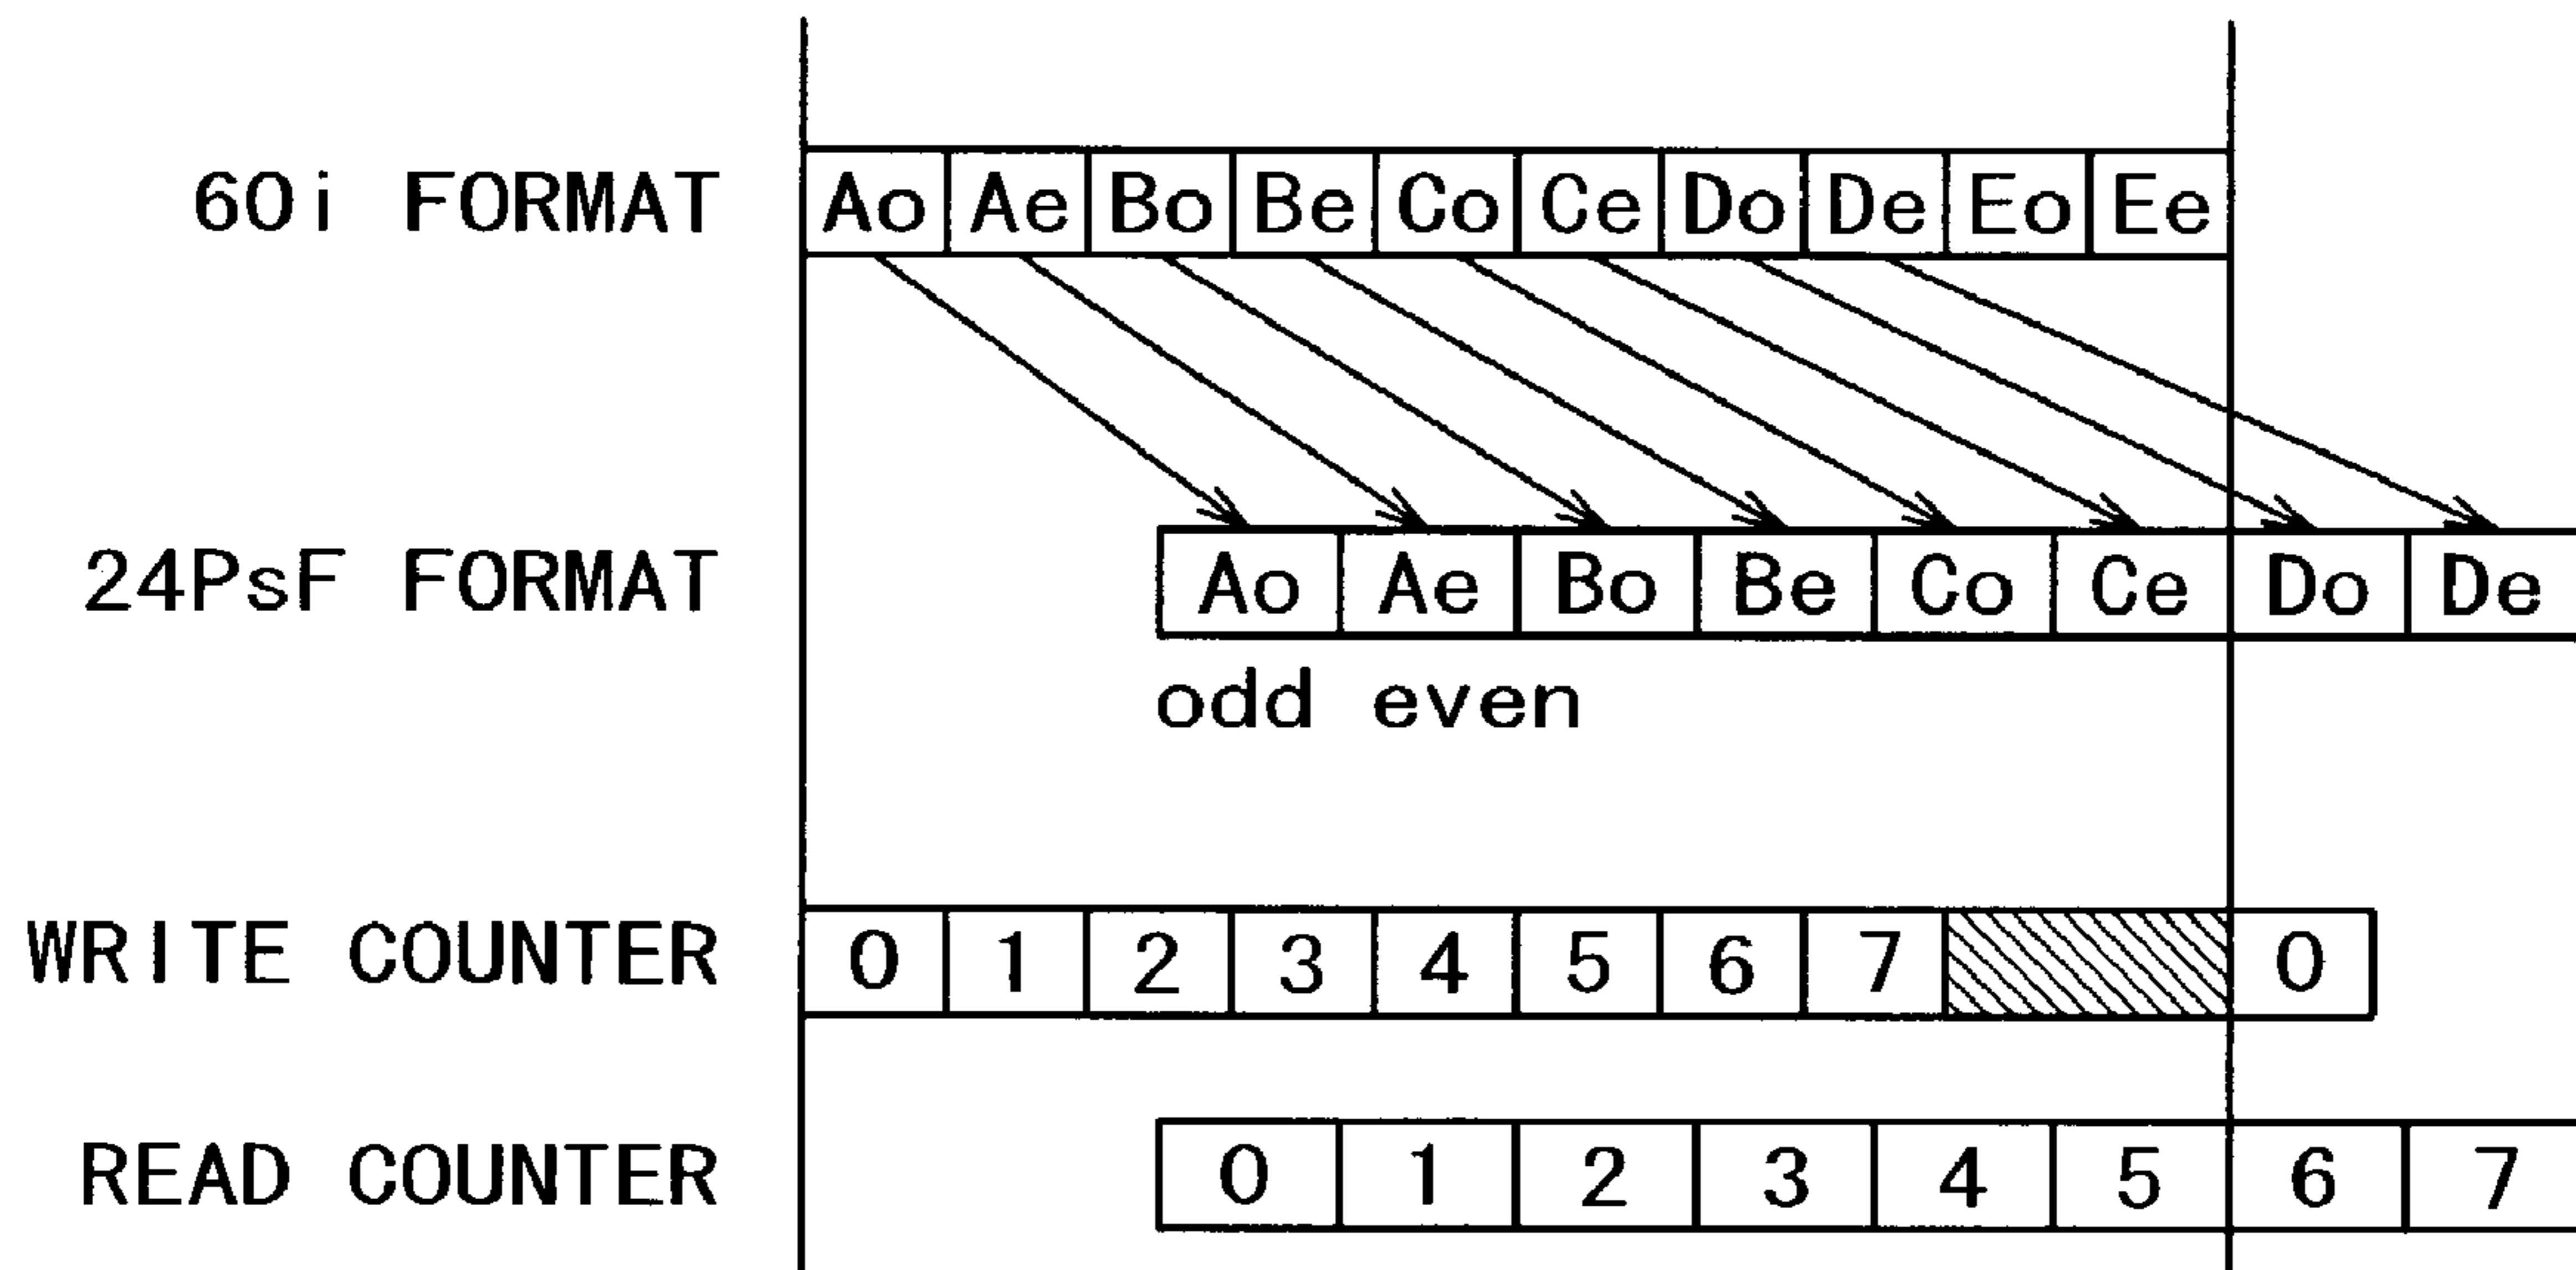 60i FORMAT Ao Ae Bo Be Co Ce Do De Eo Ee
24PsF FORMAT Ao Ae Bo Be Co Ce Do De
odd even
WRITE COUNTER 0 1 2 3 4 5 6 7 0
READ COUNTER 0 1 2 3 4 5 6 7